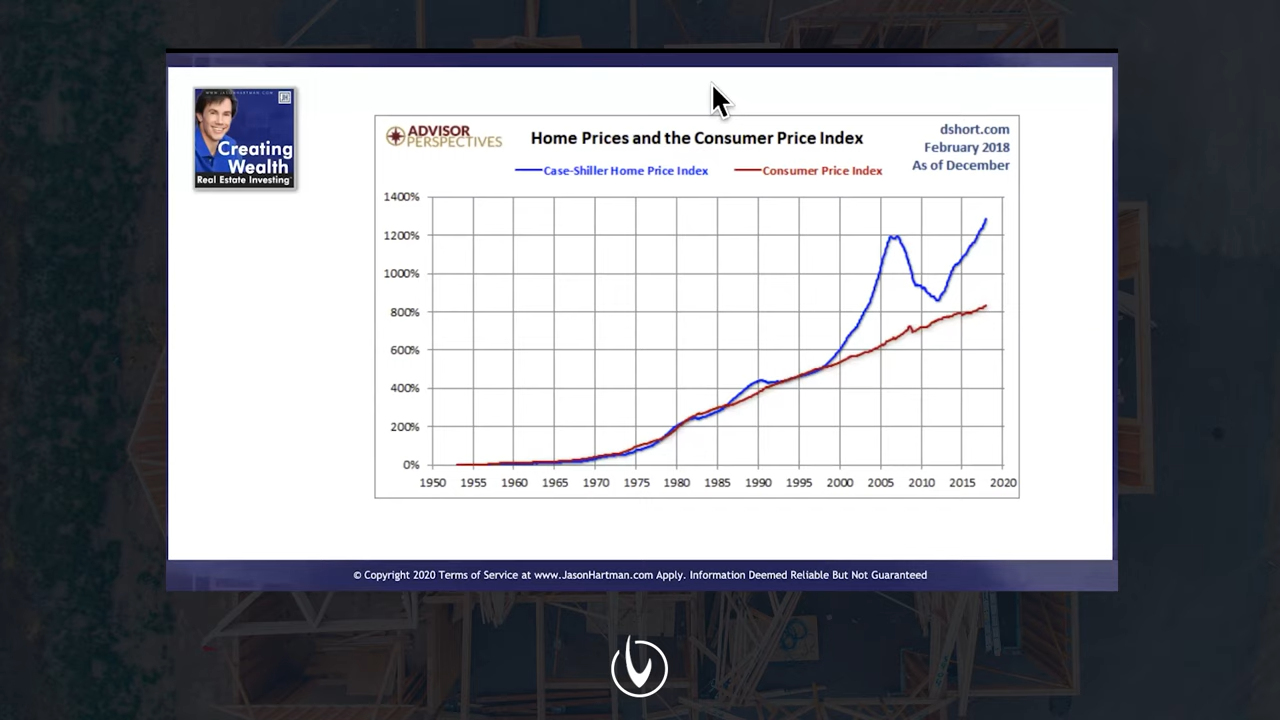 WWW.JASONHARTMAN.COM
Creating
Wealth
Real Estate Investing
ADVISOR
PERSPECTIVES
Home Prices and the Consumer Price Index
dshort.com
February 2018
As of December
Case-Shiller Home Price Index
Consumer Price Index
1400%
1200%
1000%
800%
600%
400%
200%
0%
1950 1955 1960 1965 1970 1975 1980 1985 1990 1995 2000 2005 2010 2015 2020
© Copyright 2020 Terms of Service at www.JasonHartman.com Apply. Information Deemed Reliable But Not Guaranteed